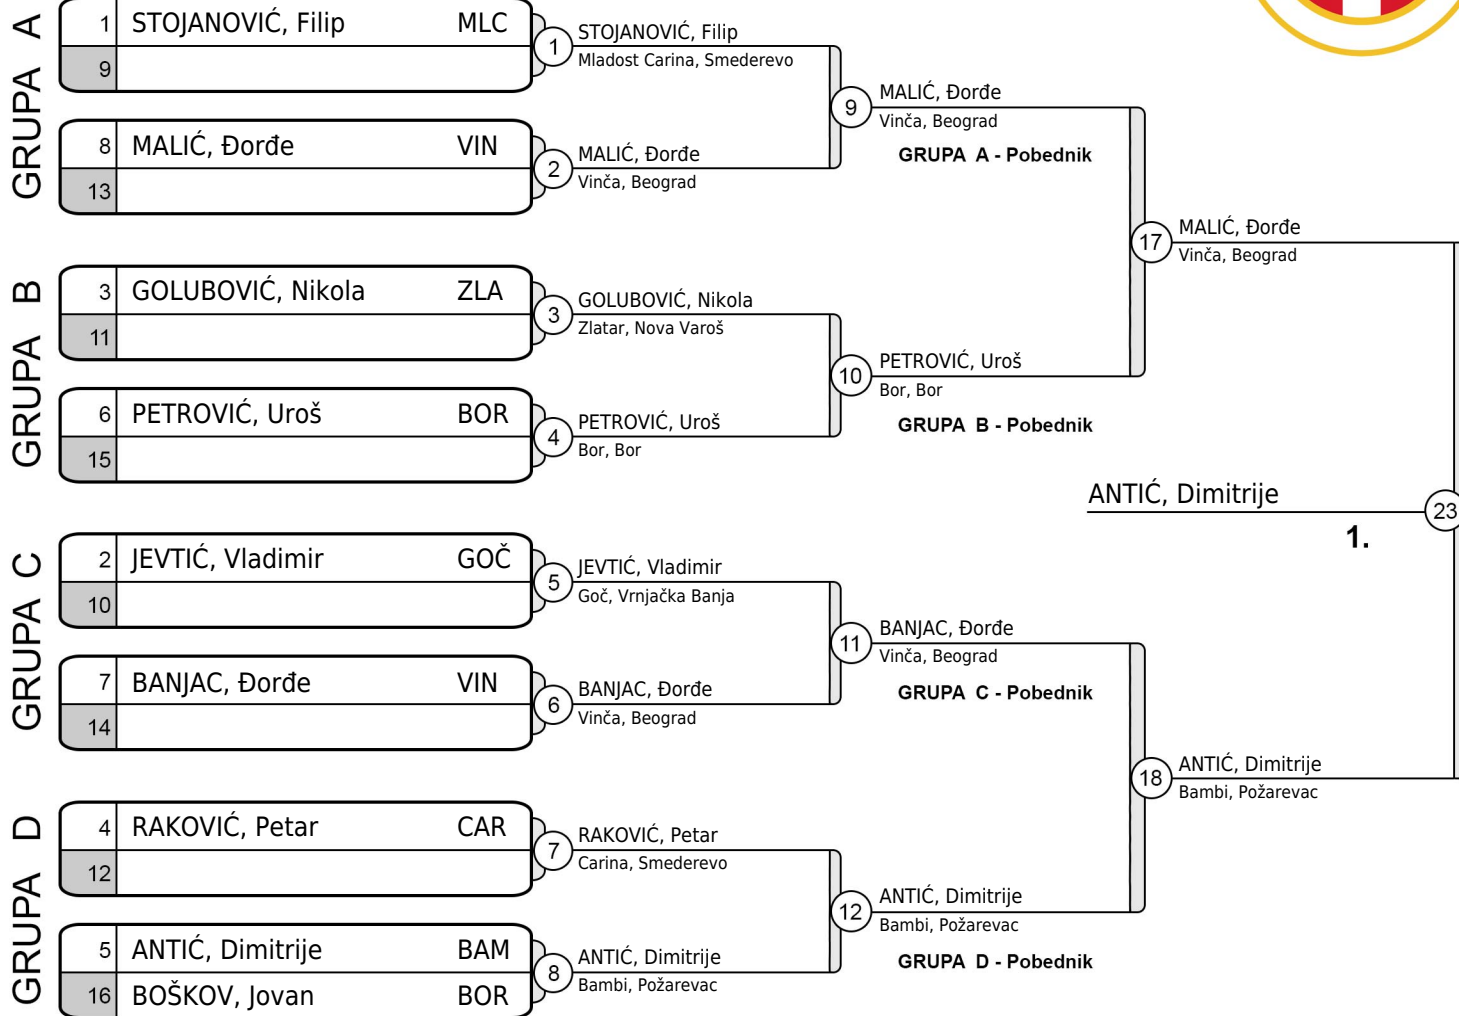 GRUPA A
1 STOJANOVIĆ, Filip MLC
9
8 MALIĆ, Đorđe VIN
13
1
STOJANOVIĆ, Filip
Mladost Carina, Smederevo
2
MALIĆ, Đorđe
Vinča, Beograd
9
MALIĆ, Đorđe
Vinča, Beograd
GRUPA A - Pobednik
GRUPA B
3 GOLUBOVIĆ, Nikola ZLA
11
6 PETROVIĆ, Uroš BOR
15
3
GOLUBOVIĆ, Nikola
Zlatar, Nova Varoš
4
PETROVIĆ, Uroš
Bor, Bor
10
PETROVIĆ, Uroš
Bor, Bor
GRUPA B - Pobednik
17
MALIĆ, Đorđe
Vinča, Beograd
GRUPA C
2 JEVTIĆ, Vladimir GOČ
10
7 BANJAC, Đorđe VIN
14
5
JEVTIĆ, Vladimir
Goč, Vrnjačka Banja
6
BANJAC, Đorđe
Vinča, Beograd
11
BANJAC, Đorđe
Vinča, Beograd
GRUPA C - Pobednik
GRUPA D
4 RAKOVIĆ, Petar CAR
12
5 ANTIĆ, Dimitrije BAM
16 BOŠKOV, Jovan BOR
7
RAKOVIĆ, Petar
Carina, Smederevo
8
ANTIĆ, Dimitrije
Bambi, Požarevac
12
ANTIĆ, Dimitrije
Bambi, Požarevac
GRUPA D - Pobednik
18
ANTIĆ, Dimitrije
Bambi, Požarevac
ANTIĆ, Dimitrije
23
1.